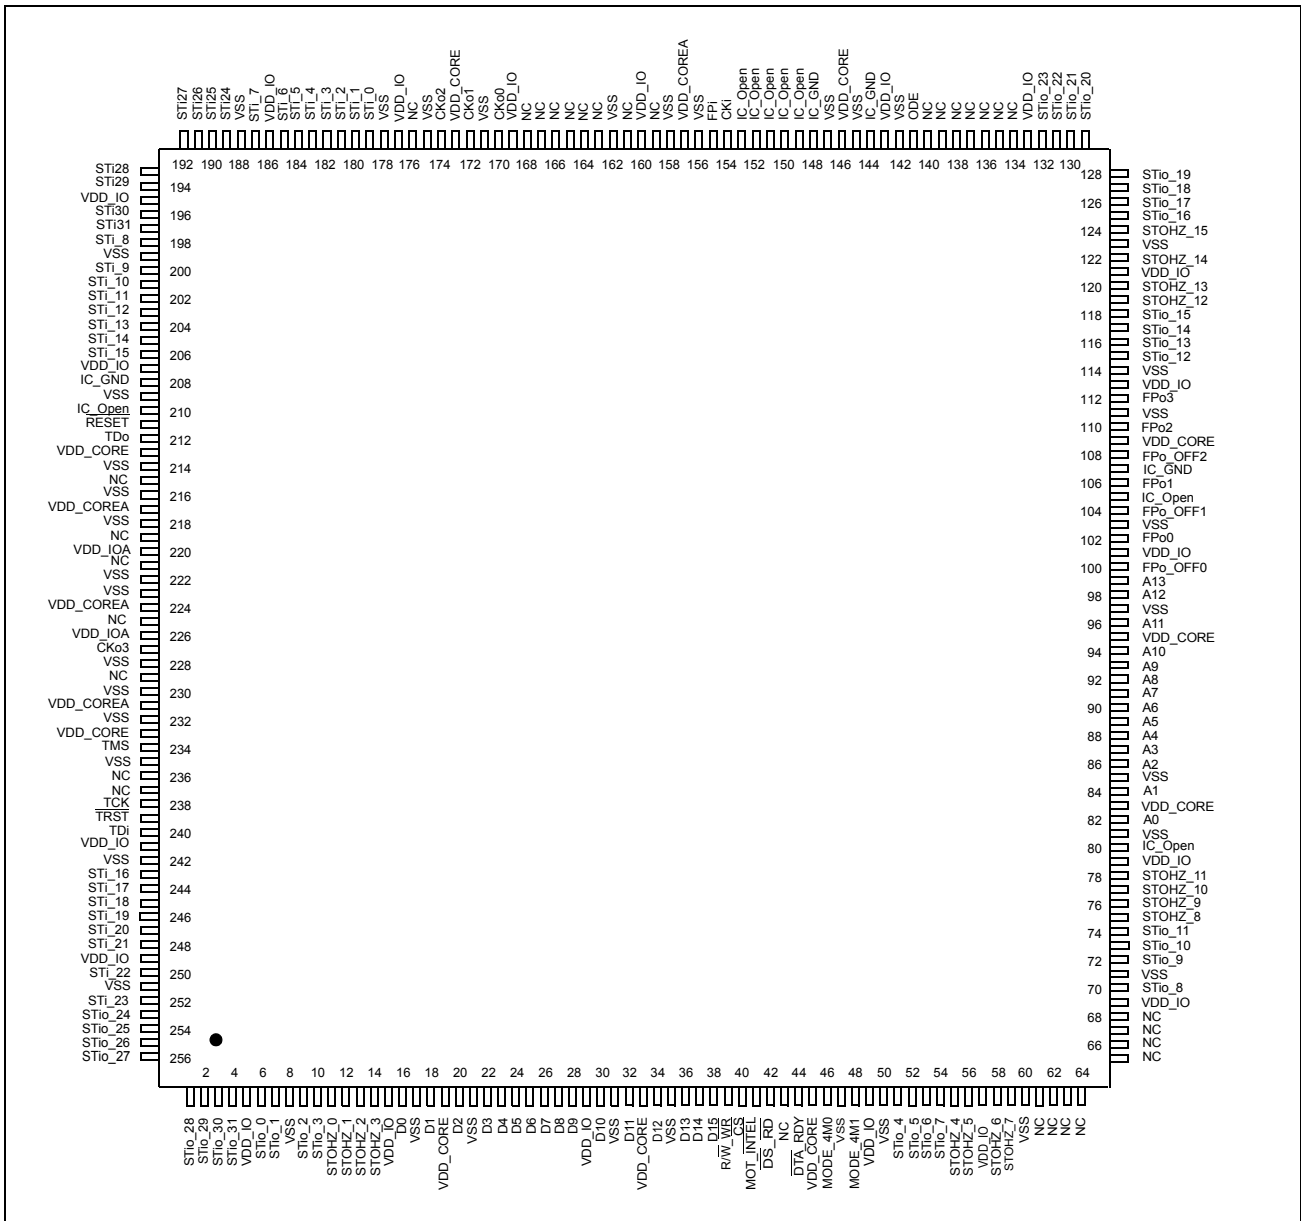 STi27 STi26 STi25 STi24 VSS STi_7 VDD_IO STi_6 STi_5 STi_4 STi_3 STi_2 STi_1 STi_0 VSS VDD_IO NC VSS CKo2 VDD_CORE CKo1 VSS CKo0 VDD_IO NC NC NC NC NC NC VSS NC VDD_IO NC VSS VDD_COREA VSS FPi CKi IC_Open IC_Open IC_Open IC_Open IC_Open IC_GND VSS VDD_CORE VSS IC_GND VDD_IO VSS ODE NC NC NC NC NC NC NC VDD_IO STio_23 STio_22 STio_21 STio_20
192 190 188 186 184 182 180 178 176 174 172 170 168 166 164 162 160 158 156 154 152 150 148 146 144 142 140 138 136 134 132 130
STi28
STi29
VDD_IO
STi30
STi31
STi_8
VSS
STi_9
STi_10
STi_11
STi_12
STi_13
STi_14
STi_15
VDD_IO
IC_GND
VSS
IC_Open
RESET
TDo
VDD_CORE
VSS
NC
VSS
VDD_COREA
VSS
NC
VDD_IOA
NC
VSS
VSS
VDD_COREA
NC
VDD_IOA
CKo3
VSS
NC
VSS
VDD_COREA
VSS
VDD_CORE
TMS
VSS
NC
NC
TCK
TRST
TDi
VDD_IO
VSS
STi_16
STi_17
STi_18
STi_19
STi_20
STi_21
VDD_IO
STi_22
VSS
STi_23
STio_24
STio_25
STio_26
STio_27
194
196
198
200
202
204
206
208
210
212
214
216
218
220
222
224
226
228
230
232
234
236
238
240
242
244
246
248
250
252
254
256
128
126
124
122
120
118
116
114
112
110
108
106
104
102
100
98
96
94
92
90
88
86
84
82
80
78
76
74
72
70
68
66
STio_19
STio_18
STio_17
STio_16
STOHZ_15
VSS
STOHZ_14
VDD_IO
STOHZ_13
STOHZ_12
STio_15
STio_14
STio_13
STio_12
VSS
VDD_IO
FPo3
VSS
FPo2
VDD_CORE
FPo_OFF2
IC_GND
FPo1
IC_Open
FPo_OFF1
VSS
FPo0
VDD_IO
FPo_OFF0
A13
A12
VSS
A11
VDD_CORE
A10
A9
A8
A7
A6
A5
A4
A3
A2
VSS
A1
VDD_CORE
A0
VSS
IC_Open
VDD_IO
STOHZ_11
STOHZ_10
STOHZ_9
STOHZ_8
STio_11
STio_10
STio_9
VSS
STio_8
VDD_IO
NC
NC
NC
NC
2 4 6 8 10 12 14 16 18 20 22 24 26 28 30 32 34 36 38 40 42 44 46 48 50 52 54 56 58 60 62 64
STio_28 STio_29 STio_30 STio_31 VDD_IO STio_0 STio_1 VSS STio_2 STio_3 STOHZ_0 STOHZ_1 STOHZ_2 STOHZ_3 VDD_IO D0 VSS D1 VDD_CORE D2 VSS D3 D4 D5 D6 D7 D8 D9 VDD_IO D10 VSS D11 VDD_CORE D12 VSS D13 D14 D15 R/W_WR CS MOT_INTEL DS_RD NC DTA_RDY VDD_CORE MODE_4M0 VSS MODE_4M1 VDD_IO VSS STio_4 STio_5 STio_6 STio_7 STOHZ_4 STOHZ_5 VDD_IO STOHZ_6 STOHZ_7 VSS NC NC NC NC